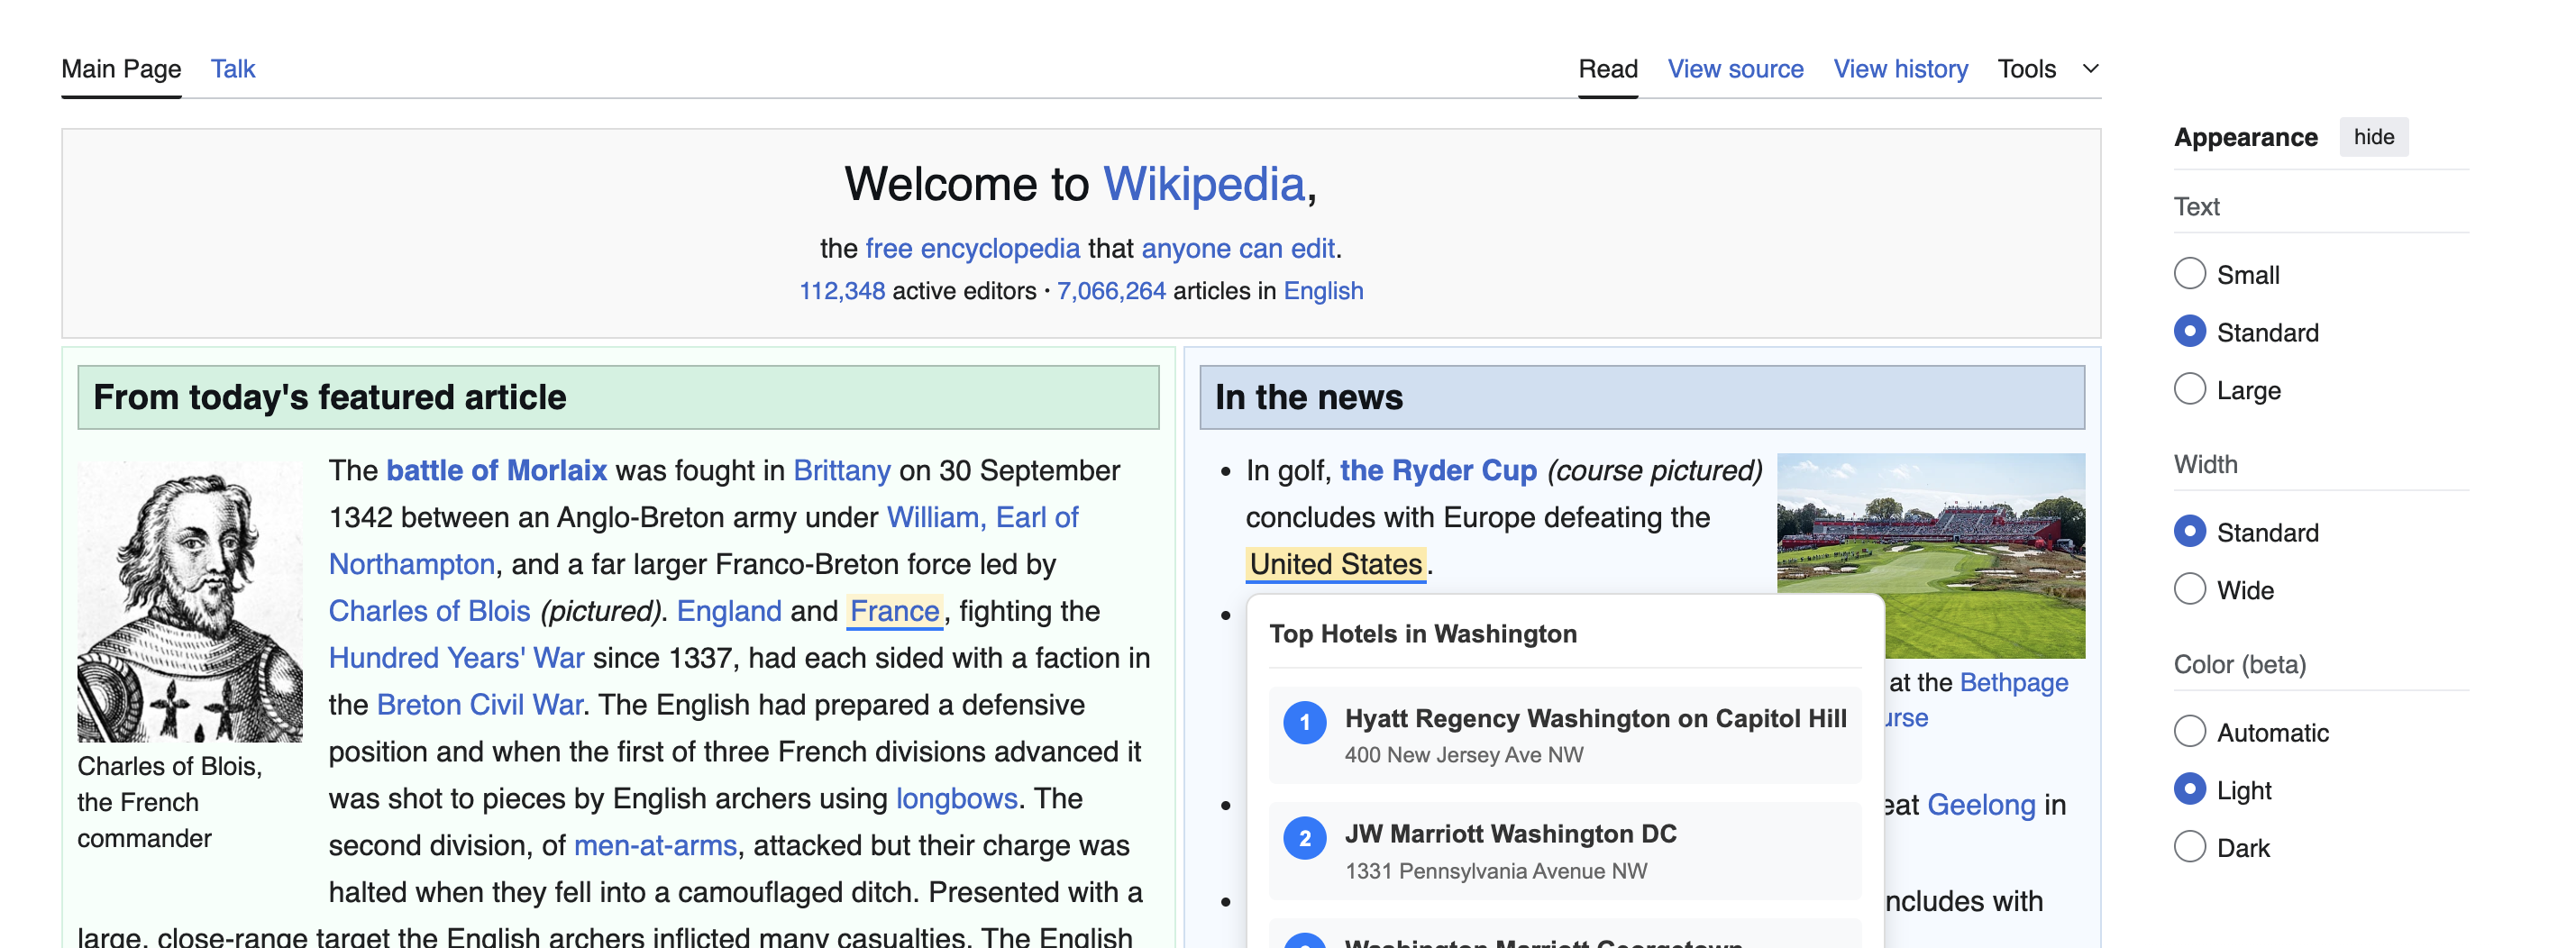 Main Page Talk Read View source View history Tools
Appearance hide
Welcome to Wikipedia,
the free encyclopedia that anyone can edit.
112,348 active editors · 7,066,264 articles in English
From today's featured article
The battle of Morlaix was fought in Brittany on 30 September
1342 between an Anglo-Breton army under William, Earl of
Northampton, and a far larger Franco-Breton force led by
Charles of Blois (pictured). England and France, fighting the
Hundred Years' War since 1337, had each sided with a faction in
the Breton Civil War. The English had prepared a defensive
position and when the first of three French divisions advanced it
was shot to pieces by English archers using longbows. The
second division, of men-at-arms, attacked but their charge was
halted when they fell into a camouflaged ditch. Presented with a
large, close-range target the English archers inflicted many casualties. The English
Charles of Blois,
the French
commander
In the news
• In golf, the Ryder Cup (course pictured)
concludes with Europe defeating the
United States.
Top Hotels in Washington
1 Hyatt Regency Washington on Capitol Hill
400 New Jersey Ave NW
2 JW Marriott Washington DC
1331 Pennsylvania Avenue NW
Washington Marriott Georgetown
at the Bethpage
Geelong in
with
Text
Small
Standard
Large
Width
Standard
Wide
Color (beta)
Automatic
Light
Dark